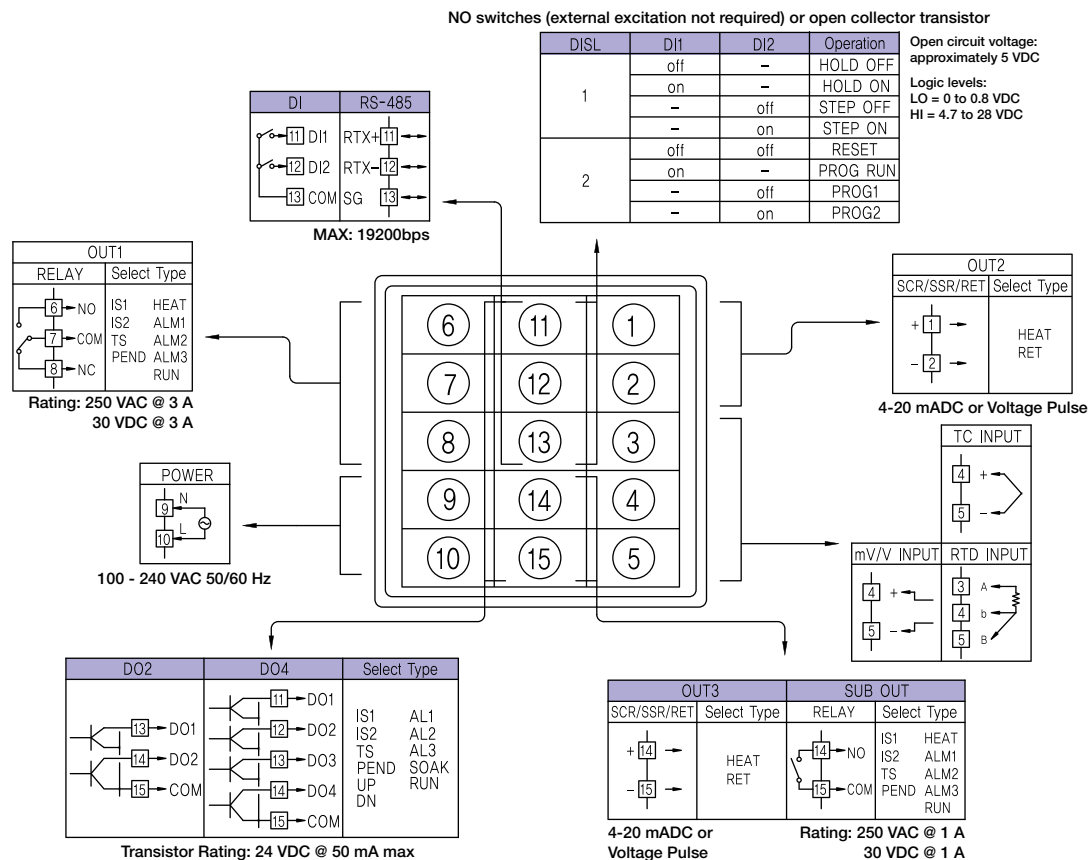 NO switches (external excitation not required) or open collector transistor
DISL DI1 DI2 Operation
1 off – HOLD OFF
on – HOLD ON
– off STEP OFF
– on STEP ON
2 off off RESET
on – PROG RUN
– off PROG1
– on PROG2
Open circuit voltage:
approximately 5 VDC
Logic levels:
LO = 0 to 0.8 VDC
HI = 4.7 to 28 VDC
DI RS-485
11 DI1 RTX+ 11
12 DI2 RTX- 12
13 COM SG 13
MAX: 19200bps
OUT1
RELAY Select Type
6 NO
7 COM
8 NC
IS1 HEAT
IS2 ALM1
TS ALM2
PEND ALM3
RUN
Rating: 250 VAC @ 3 A
30 VDC @ 3 A
6 11 1
7 12 2
8 13 3
9 14 4
10 15 5
OUT2
SCR/SSR/RET Select Type
+ 1
- 2
HEAT
RET
4-20 mADC or Voltage Pulse
POWER
9 N
10 L
100 - 240 VAC 50/60 Hz
TC INPUT
4 +
5 -
mV/V INPUT RTD INPUT
4 +
5 -
3 A
4 b
5 B
DO2 DO4 Select Type
13 DO1
14 DO2
15 COM
11 DO1
12 DO2
13 DO3
14 DO4
15 COM
IS1 AL1
IS2 AL2
TS AL3
PEND SOAK
UP RUN
DN
Transistor Rating: 24 VDC @ 50 mA max
OUT3 SUB OUT
SCR/SSR/RET Select Type RELAY Select Type
+ 14
- 15
HEAT
RET
14 NO
15 COM
IS1 HEAT
IS2 ALM1
TS ALM2
PEND ALM3
RUN
4-20 mADC or
Voltage Pulse
Rating: 250 VAC @ 1 A
30 VDC @ 1 A